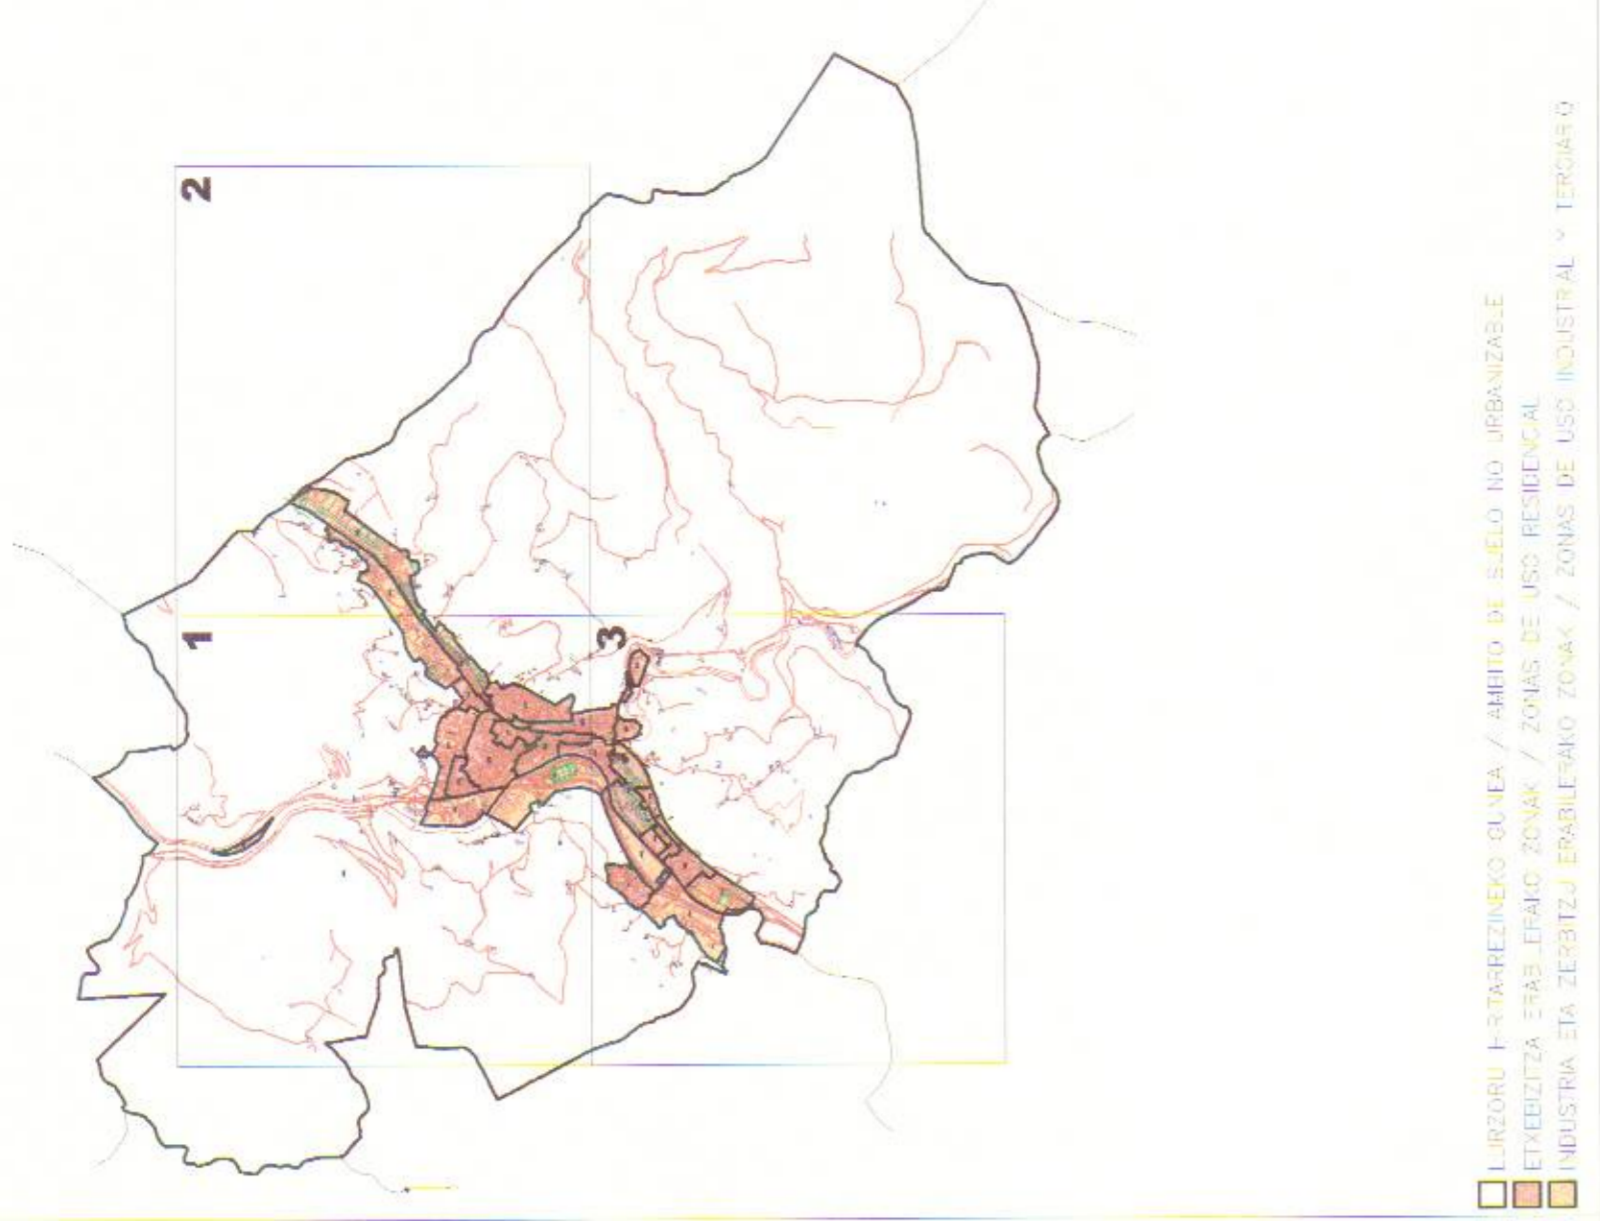 2
1
3
LURZORU HIRITARREZINEKO GUNEA / AMBITO DE SUELO NO URBANIZABLE
ETXEBIZITZA ERABILERAKO ZONAK / ZONAS DE USO RESIDENCIAL
INDUSTRIA ETA ZERBITZU ERABILERAKO ZONAK / ZONAS DE USO INDUSTRIAL Y TERCIARIO